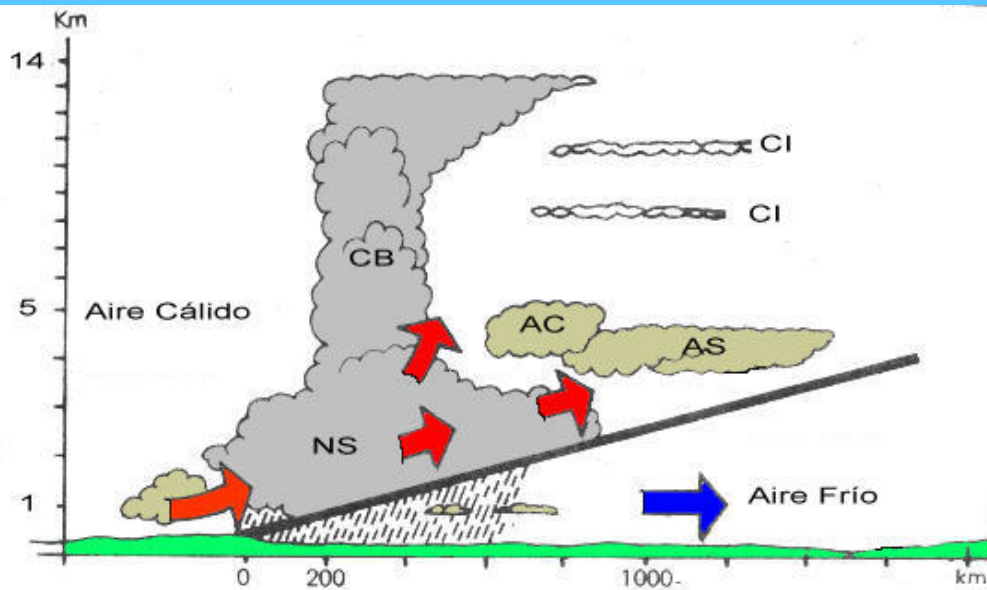 Km
14
CI
CI
CB
5
Aire Cálido
AC
AS
NS
1
Aire Frío
0
200
1000-
km